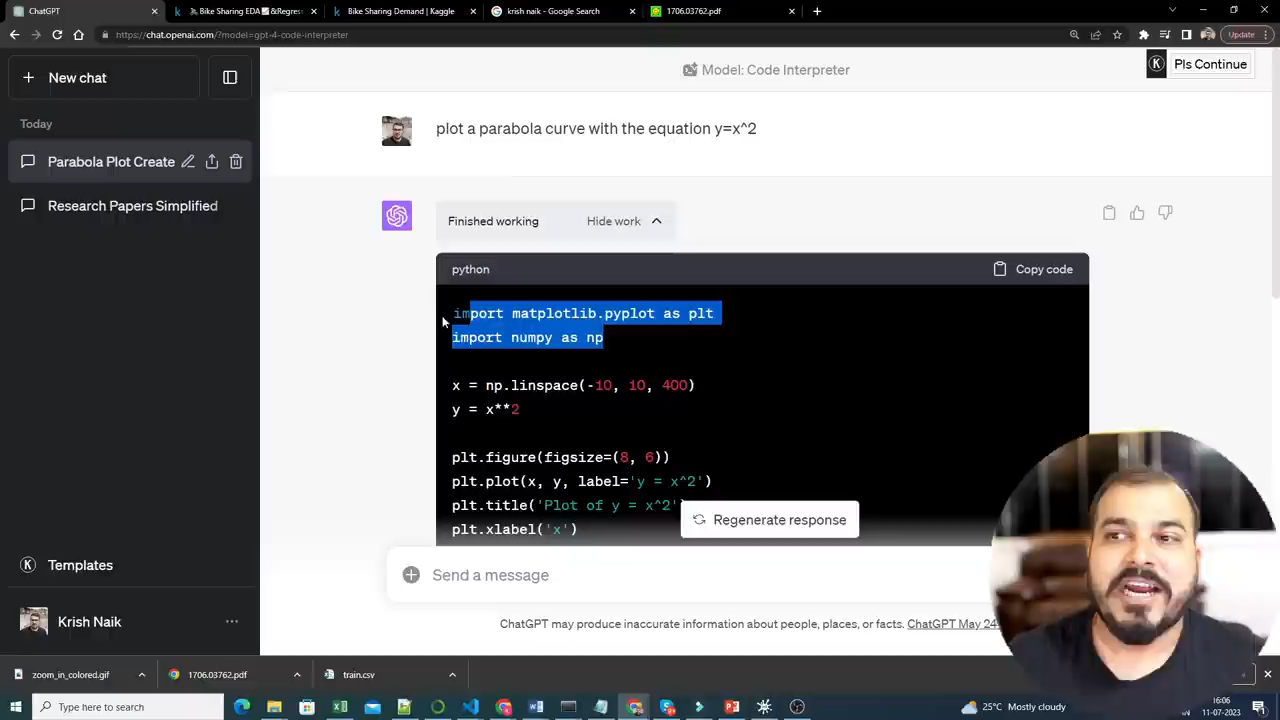 ChatGPT
Bike Sharing EDA &Regres
Bike Sharing Demand | Kaggle
krish naik - Google Search
1706.03762.pdf
https://chat.openai.com/?model=gpt-4-code-interpreter
Update
New chat
Model: Code Interpreter
Pls Continue
Today
plot a parabola curve with the equation y=x^2
Parabola Plot Create
Research Papers Simplified
Finished working
Hide work
python
Copy code
import matplotlib.pyplot as plt
import numpy as np
x = np.linspace(-10, 10, 400)
y = x**2
plt.figure(figsize=(8, 6))
plt.plot(x, y, label='y = x^2')
plt.title('Plot of y = x^2')
plt.xlabel('x')
Regenerate response
Templates
Send a message
Krish Naik
ChatGPT may produce inaccurate information about people, places, or facts. ChatGPT May 24
zoom_in_colored.gif
1706.03762.pdf
train.csv
Type here to search
25°C Mostly cloudy
16:06
11-07-2023